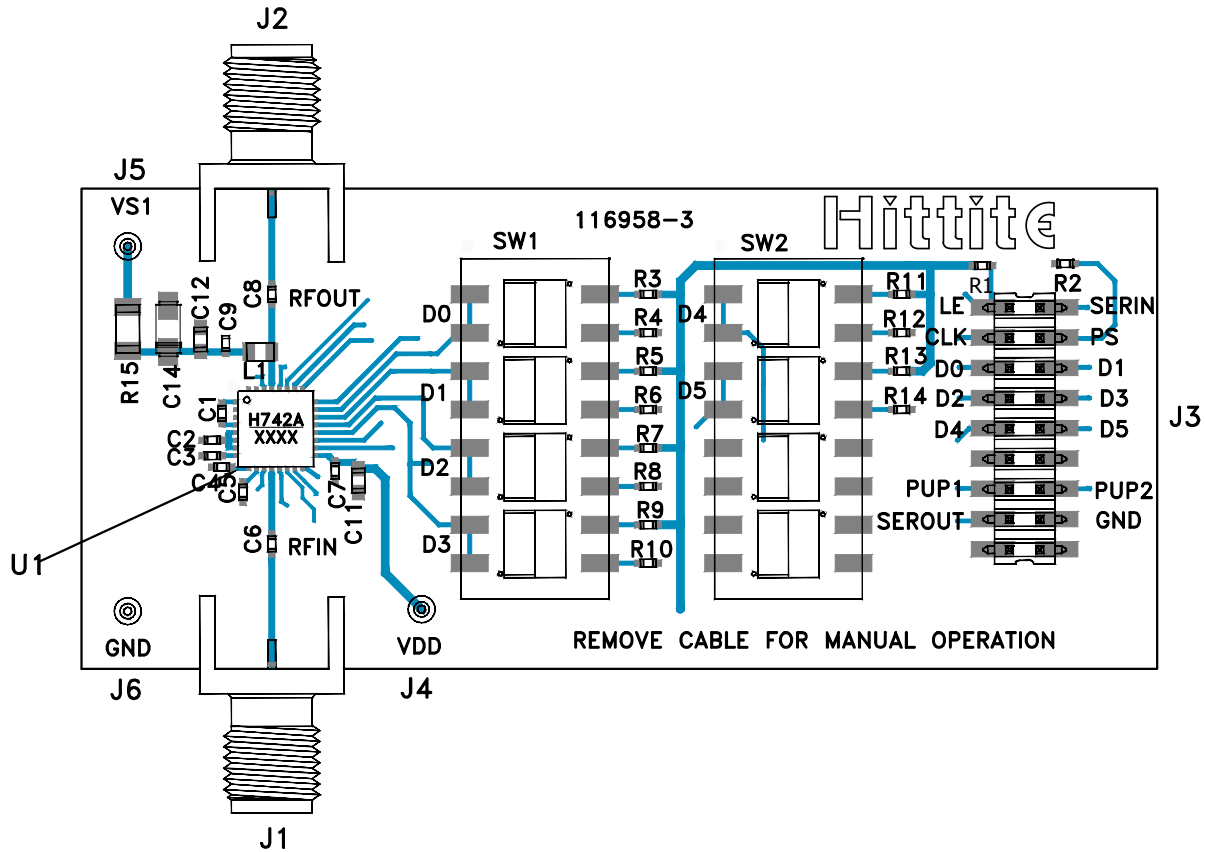 J2
J5
VS1
116958-3
Hittite
SW1
SW2
C12
C9
C8
RFOUT
R3
R11
R1
R2
D0
D4
LE
SERIN
R4
R12
CLK
PS
R15
C14
L1
R5
R13
D0
D1
D1
D5
R6
R14
D2
D3
C1
H742A
XXXX
D4
D5
J3
C2
C3
R7
D2
C4
C5
C7
C11
R8
PUP1
PUP2
R9
SEROUT
GND
C6
RFIN
D3
R10
U1
GND
VDD
REMOVE CABLE FOR MANUAL OPERATION
J6
J4
J1